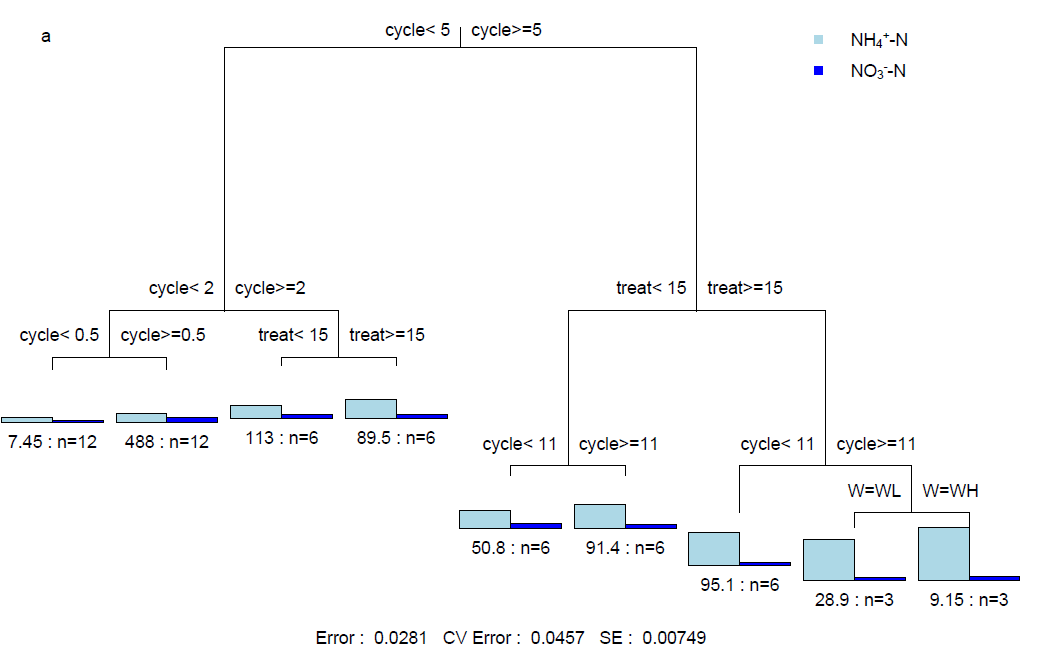 a
cycle< 5 cycle>=5
NH₄⁺-N
NO₃⁻-N
cycle< 2 cycle>=2
treat< 15 treat>=15
cycle< 0.5 cycle>=0.5 treat< 15 treat>=15
7.45 : n=12 488 : n=12 113 : n=6 89.5 : n=6
cycle< 11 cycle>=11 cycle< 11 cycle>=11
W=WL W=WH
50.8 : n=6 91.4 : n=6
95.1 : n=6
28.9 : n=3 9.15 : n=3
Error : 0.0281 CV Error : 0.0457 SE : 0.00749